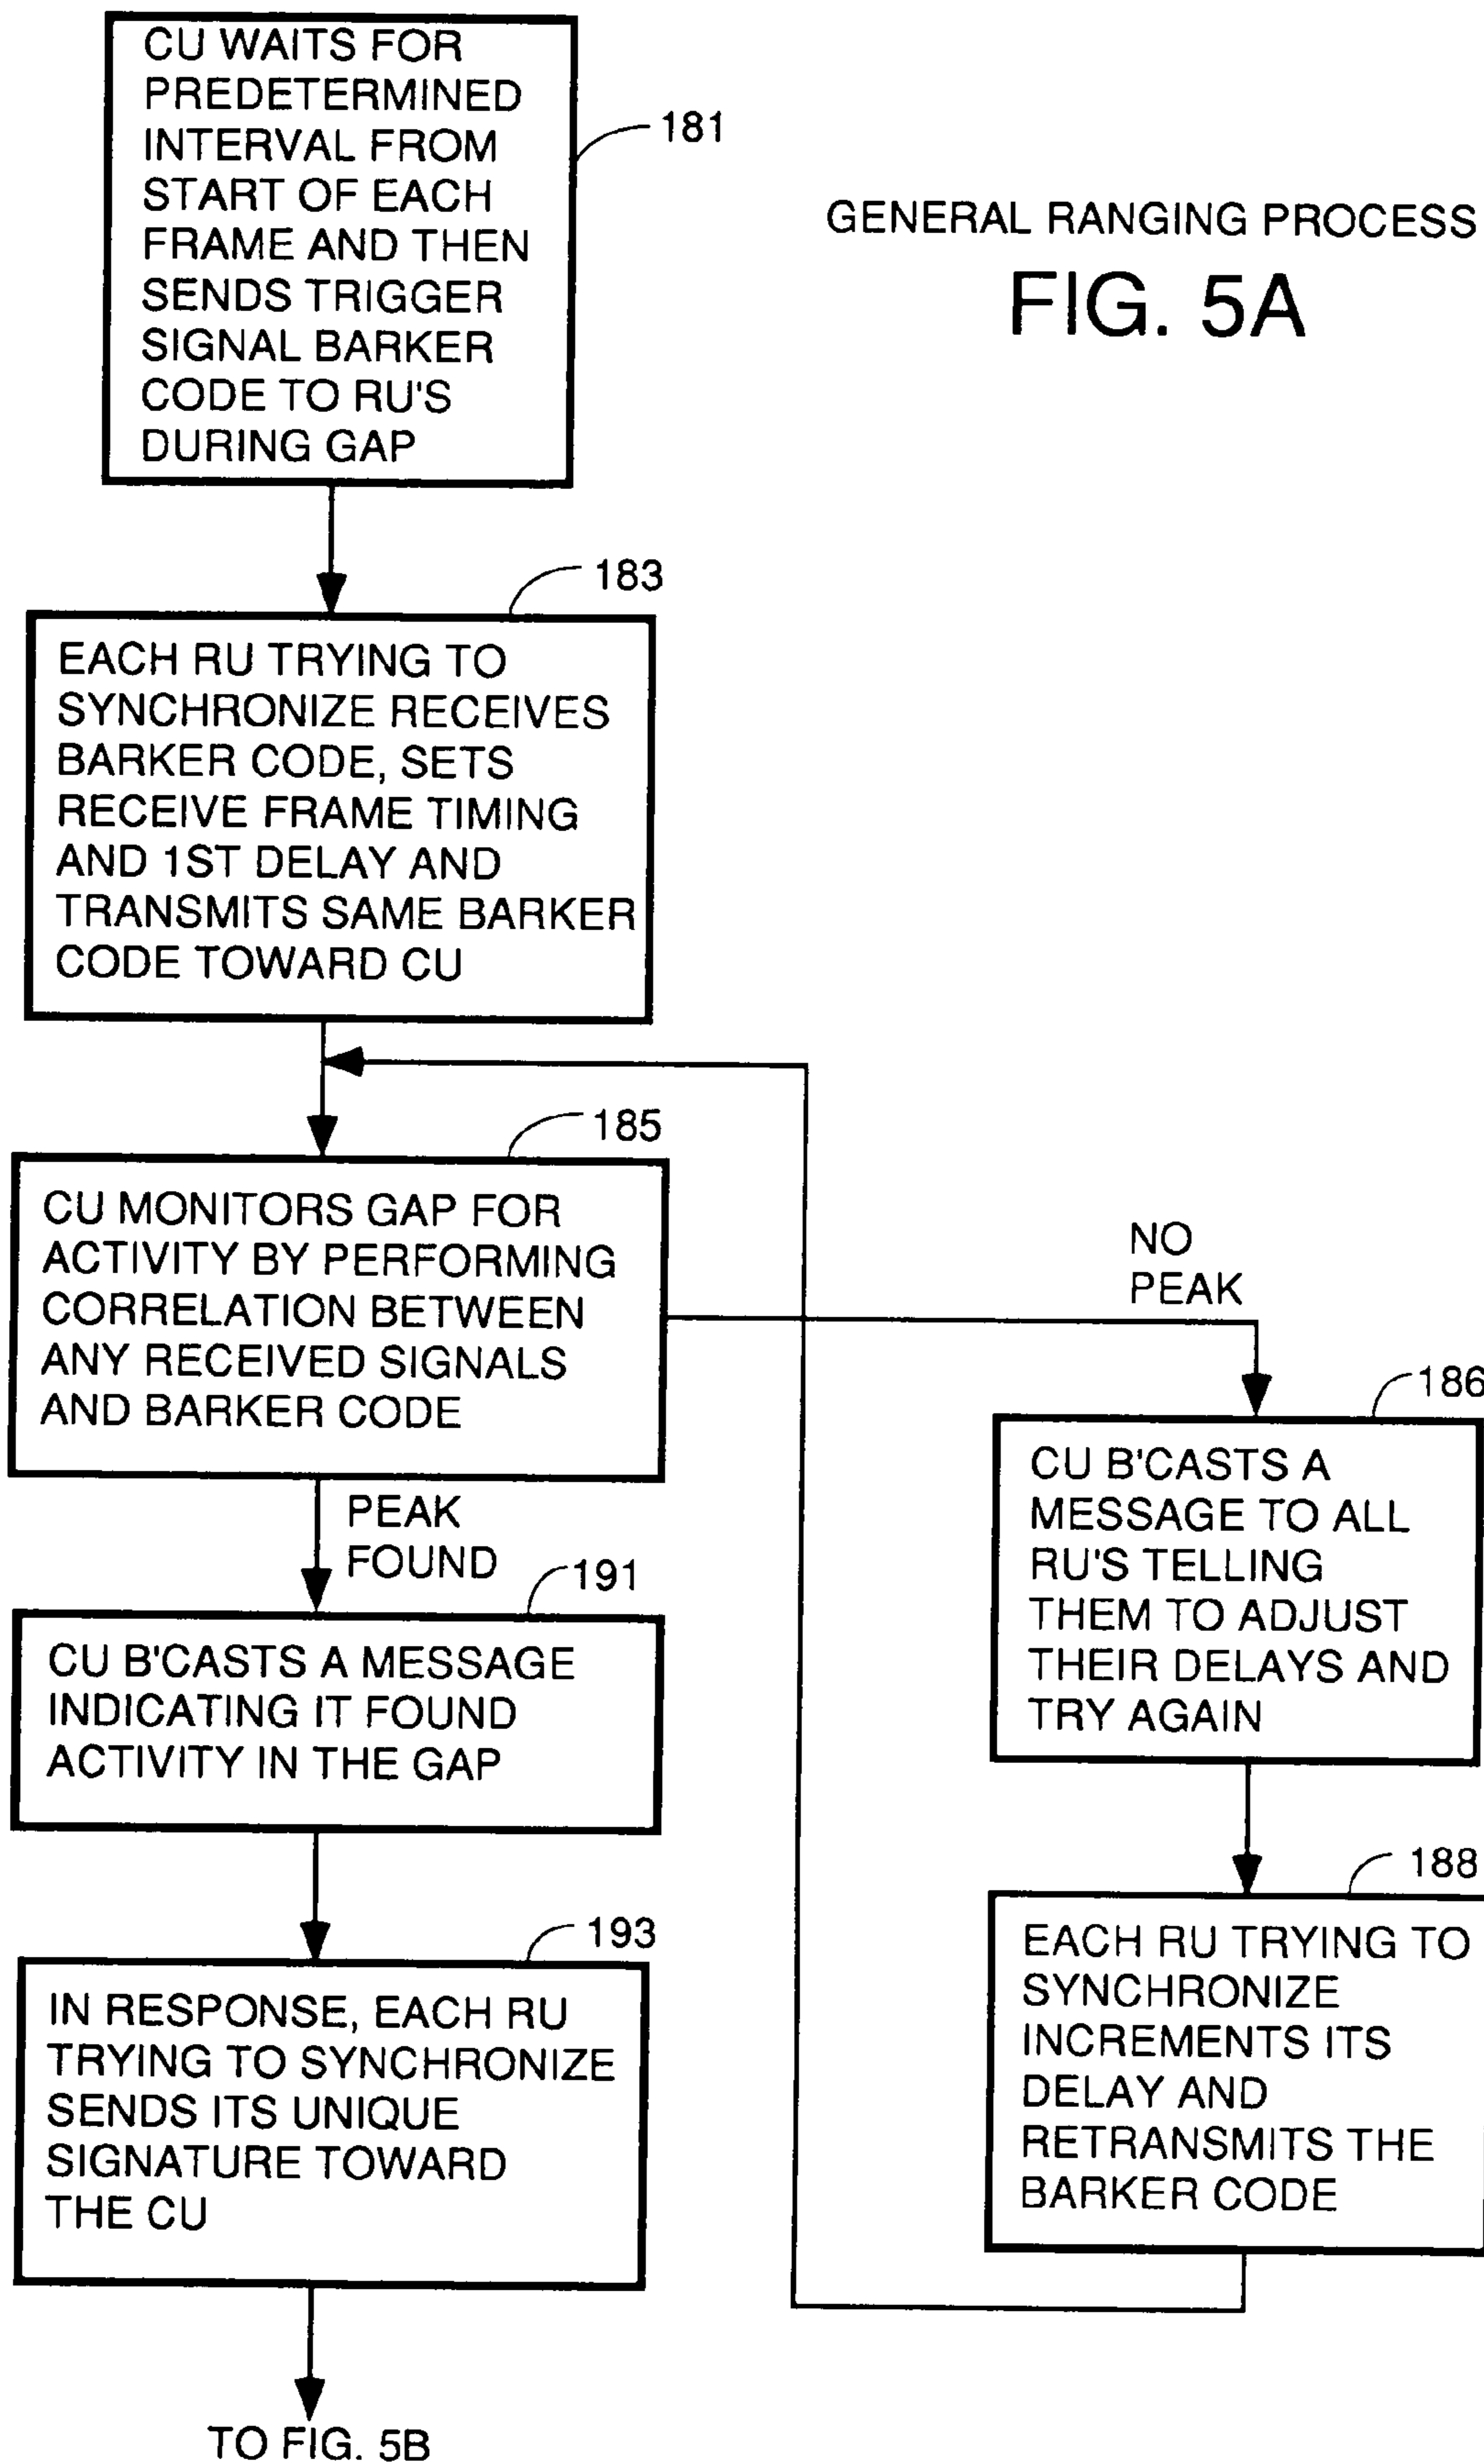 CU WAITS FOR
PREDETERMINED
INTERVAL FROM
START OF EACH
FRAME AND THEN
SENDS TRIGGER
SIGNAL BARKER
CODE TO RU'S
DURING GAP
181
GENERAL RANGING PROCESS
FIG. 5A
183
EACH RU TRYING TO
SYNCHRONIZE RECEIVES
BARKER CODE, SETS
RECEIVE FRAME TIMING
AND 1ST DELAY AND
TRANSMITS SAME BARKER
CODE TOWARD CU
185
CU MONITORS GAP FOR
ACTIVITY BY PERFORMING
CORRELATION BETWEEN
ANY RECEIVED SIGNALS
AND BARKER CODE
NO
PEAK
186
CU B'CASTS A
MESSAGE TO ALL
RU'S TELLING
THEM TO ADJUST
THEIR DELAYS AND
TRY AGAIN
188
EACH RU TRYING TO
SYNCHRONIZE
INCREMENTS ITS
DELAY AND
RETRANSMITS THE
BARKER CODE
PEAK
FOUND
191
CU B'CASTS A MESSAGE
INDICATING IT FOUND
ACTIVITY IN THE GAP
193
IN RESPONSE, EACH RU
TRYING TO SYNCHRONIZE
SENDS ITS UNIQUE
SIGNATURE TOWARD
THE CU
TO FIG. 5B